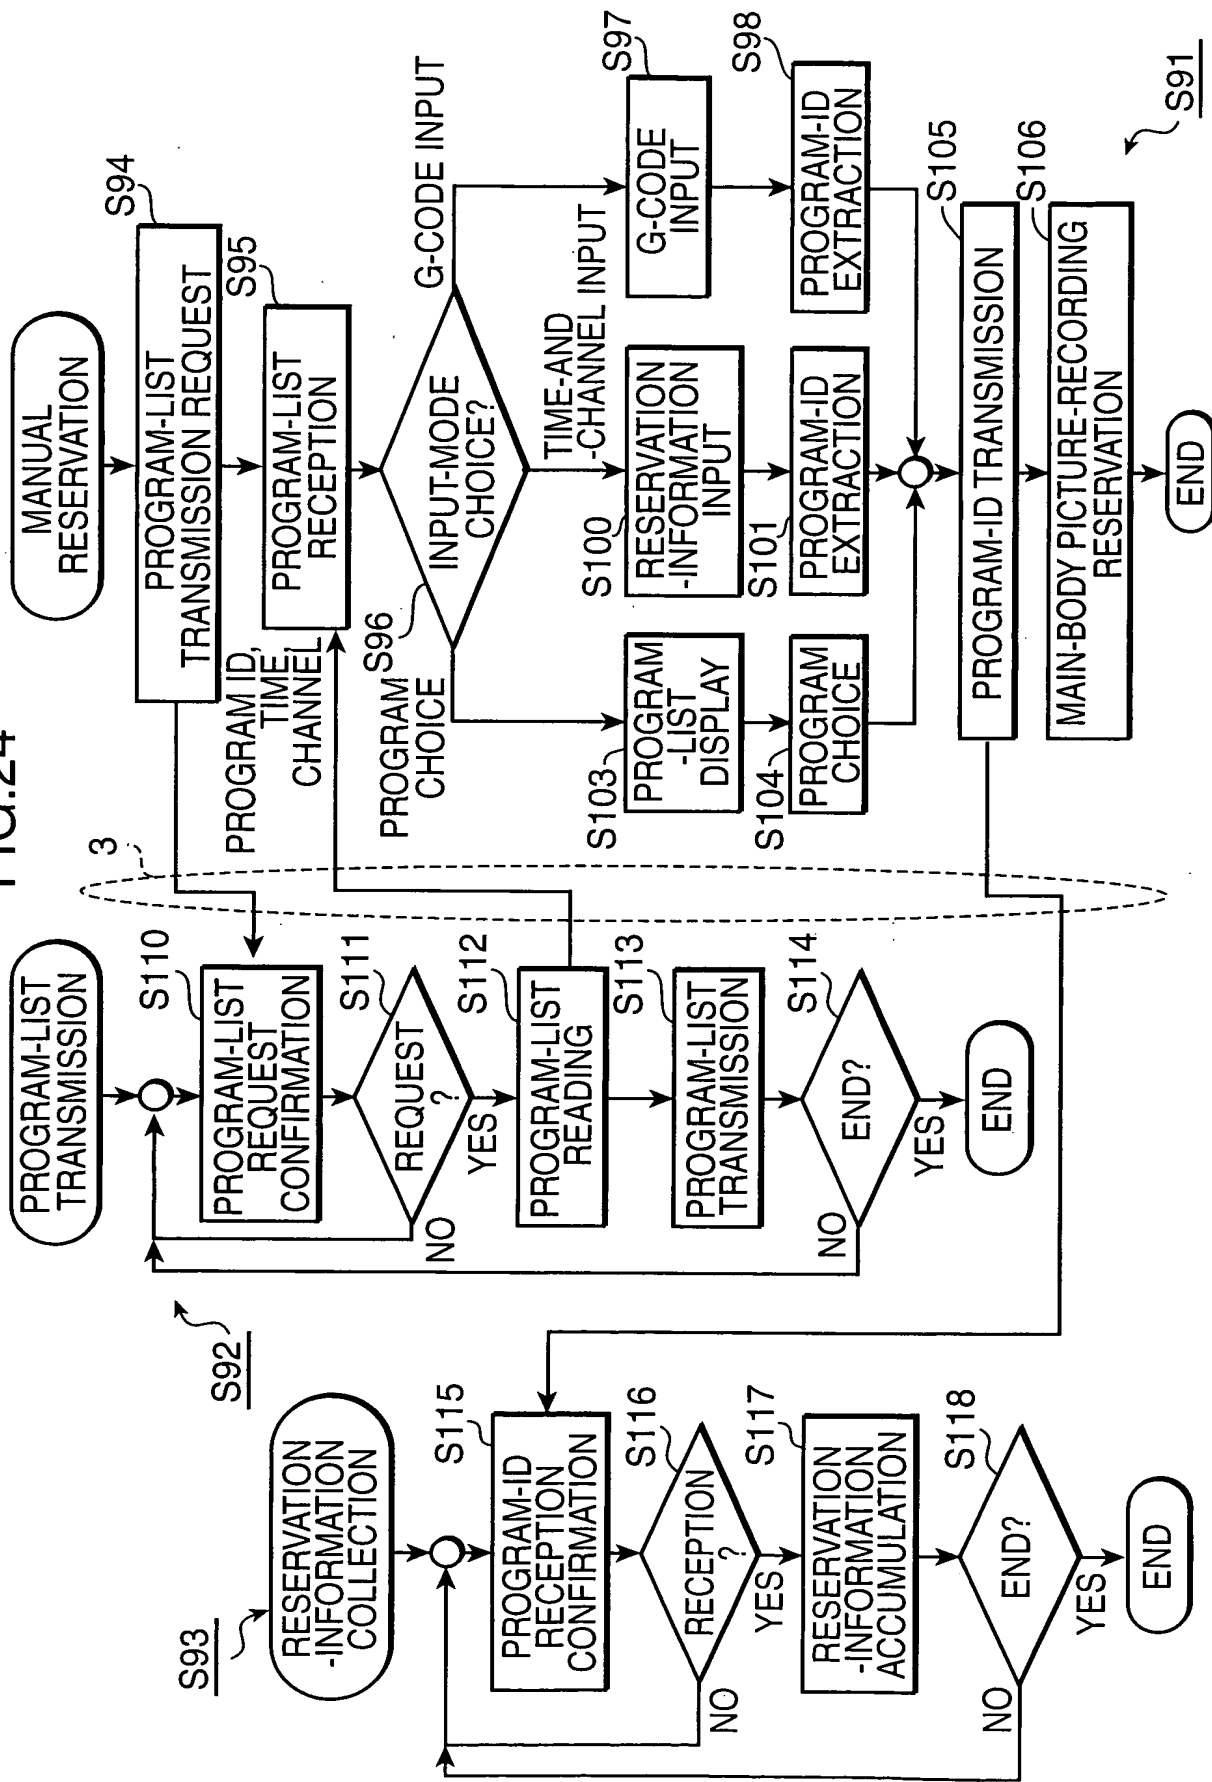 FIG.24
S93
RESERVATION
-INFORMATION
COLLECTION
S115
PROGRAM-ID
RECEPTION
CONFIRMATION
S116
RECEPTION
?
NO
YES
S117
RESERVATION
-INFORMATION
ACCUMULATION
S118
END?
NO
YES
END
S92
PROGRAM-LIST
TRANSMISSION
S110
PROGRAM-LIST
REQUEST
CONFIRMATION
S111
REQUEST
?
NO
YES
S112
PROGRAM-LIST
READING
S113
PROGRAM-LIST
TRANSMISSION
S114
END?
NO
YES
END
3
MANUAL
RESERVATION
S94
PROGRAM-LIST
TRANSMISSION REQUEST
PROGRAM ID,
TIME,
CHANNEL
S95
PROGRAM-LIST
RECEPTION
S96
INPUT-MODE
CHOICE?
PROGRAM
CHOICE
TIME-AND
-CHANNEL INPUT
G-CODE INPUT
S103
PROGRAM
-LIST
DISPLAY
S104
PROGRAM
CHOICE
S100
RESERVATION
-INFORMATION
INPUT
S101
PROGRAM-ID
EXTRACTION
S97
G-CODE
INPUT
S98
PROGRAM-ID
EXTRACTION
S105
PROGRAM-ID TRANSMISSION
S106
MAIN-BODY PICTURE-RECORDING
RESERVATION
END
S91